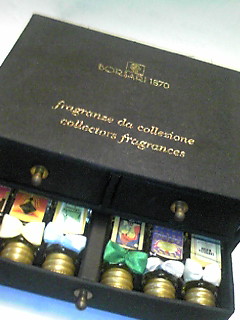 BORSARI 1870
fragranze da collezione
collectors fragrances